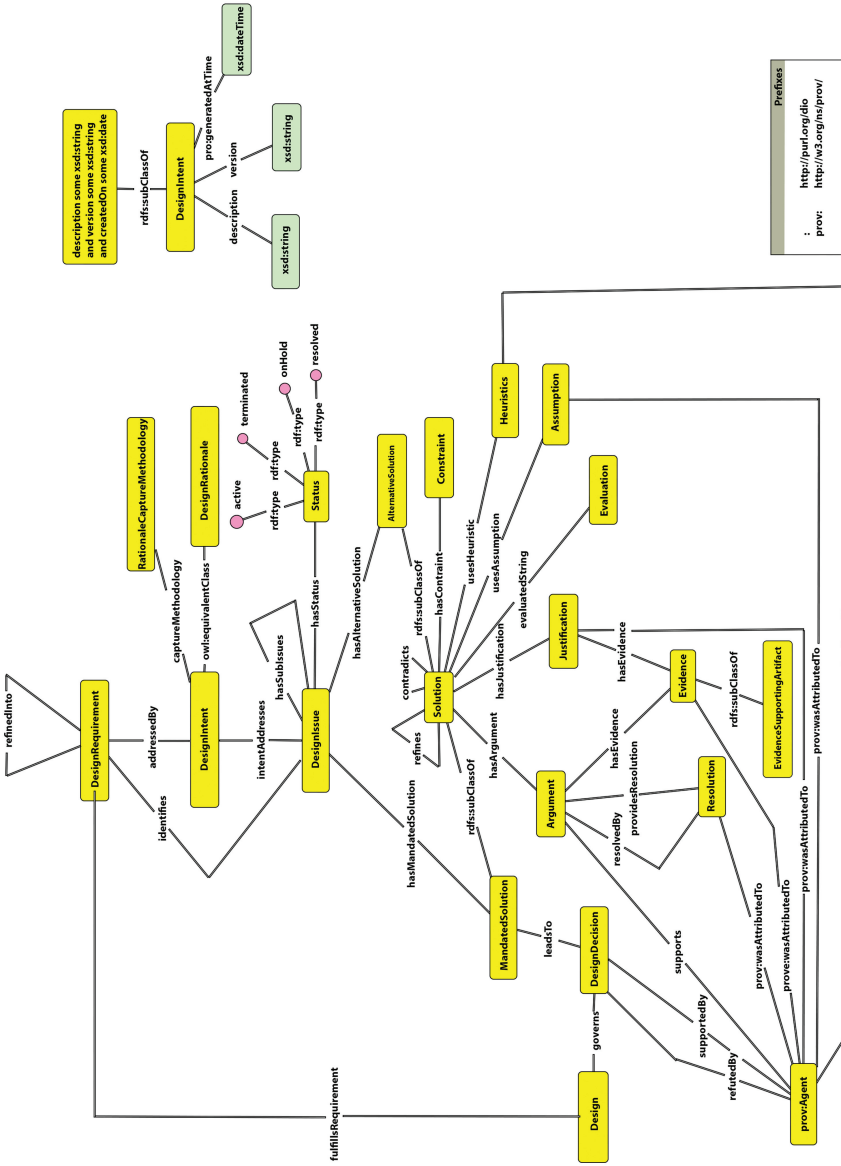 refinedInto
DesignRequirement
fulfillsRequirement
identifies
addressedBy
captureMethodology
RationaleCaptureMethodology
DesignIntent
owl:equivalentClass
DesignRationale
intentAddresses
DesignIssue
hasSubIssues
hasStatus
Status
rdf:type
active
rdf:type
terminated
rdf:type
onHold
rdf:type
resolved
hasMandatedSolution
hasAlternativeSolution
AlternativeSolution
rdfs:subClassOf
contradicts
refines
Solution
hasContraint
Constraint
rdfs:subClassOf
MandatedSolution
usesHeuristic
Heuristics
usesAssumption
Assumption
evaluatedString
Evaluation
hasArgument
hasJustification
Argument
Justification
leadsTo
DesignDecision
governs
Design
resolvedBy
providesResolution
hasEvidence
hasEvidence
Resolution
Evidence
rdfs:subClassOf
EvidenceSupportingArtifact
supports
supportedBy
refutedBy
prov:wasAttributedTo
prove:wasAttributedTo
prov:wasAttributedTo
prov:wasAttributedTo
prov:Agent
description some xsd:string
and version some xsd:string
and createdOn some xsd:date
rdfs:subClassOf
DesignIntent
description
version
pro:generatedAtTime
xsd:string
xsd:string
xsd:dateTime
Prefixes
: http://purl.org/dio
prov: http://w3.org/ns/prov/